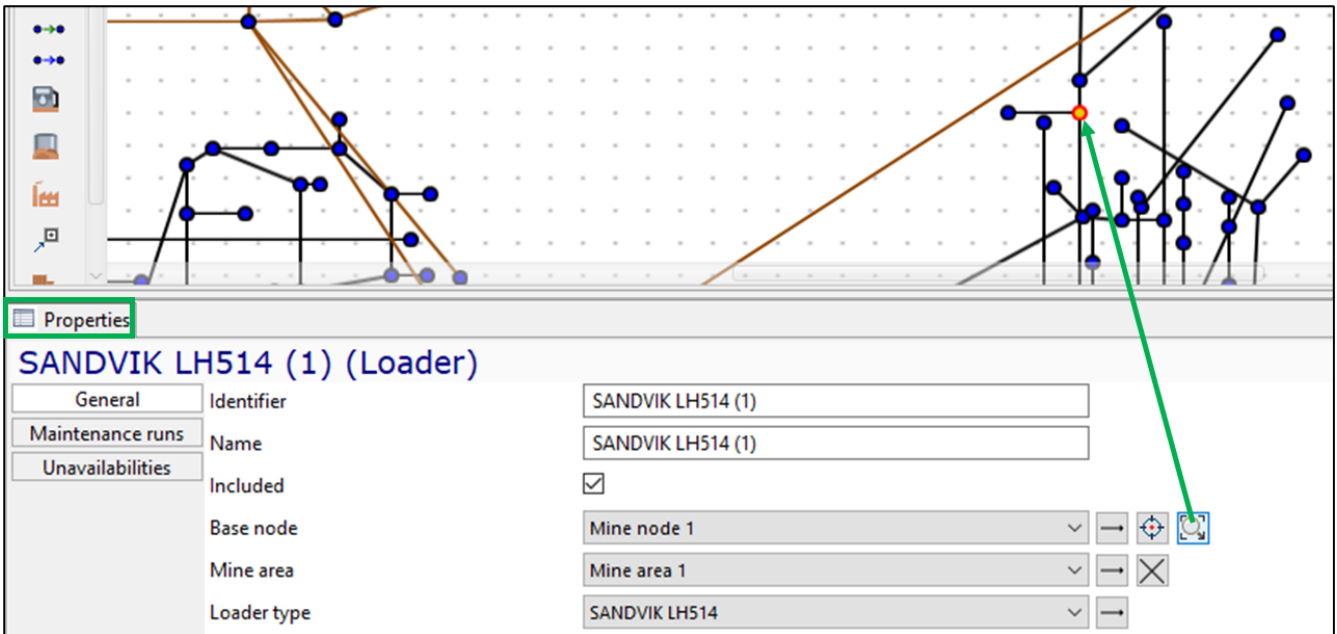 Properties
SANDVIK LH514 (1) (Loader)
General
Identifier
SANDVIK LH514 (1)
Maintenance runs
Name
SANDVIK LH514 (1)
Unavailabilities
Included
Base node
Mine node 1
Mine area
Mine area 1
Loader type
SANDVIK LH514